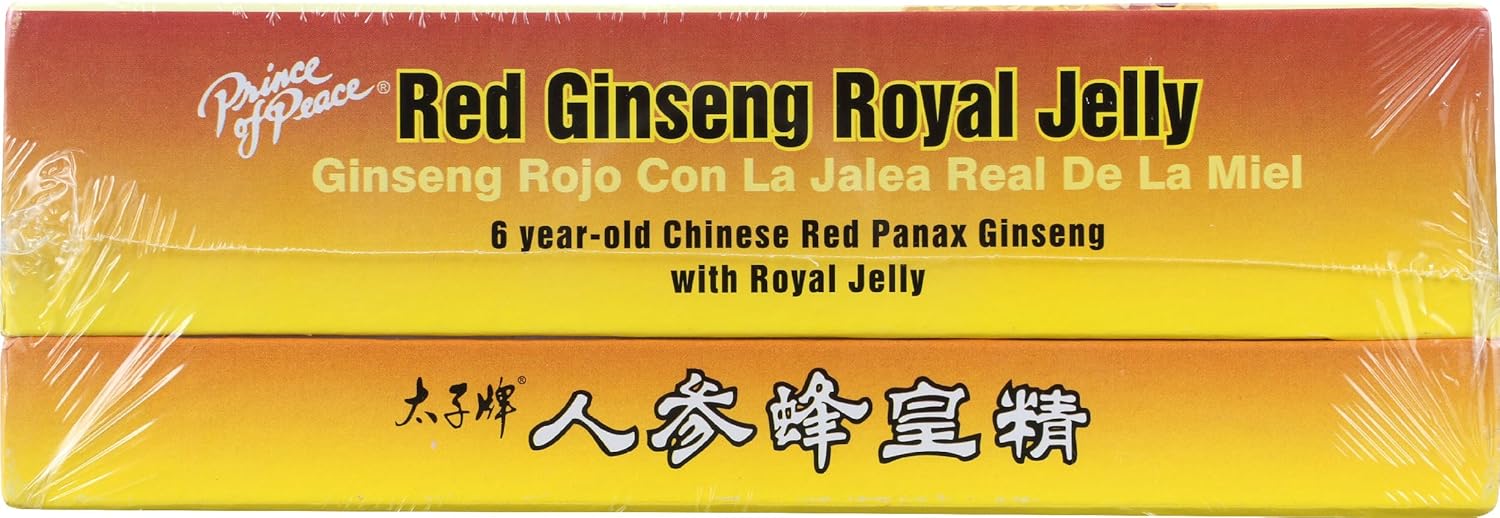 Prince of Peace® Red Ginseng Royal Jelly
Ginseng Rojo Con La Jalea Real De La Miel
6 year-old Chinese Red Panax Ginseng
with Royal Jelly
太子牌® 人參蜂皇精